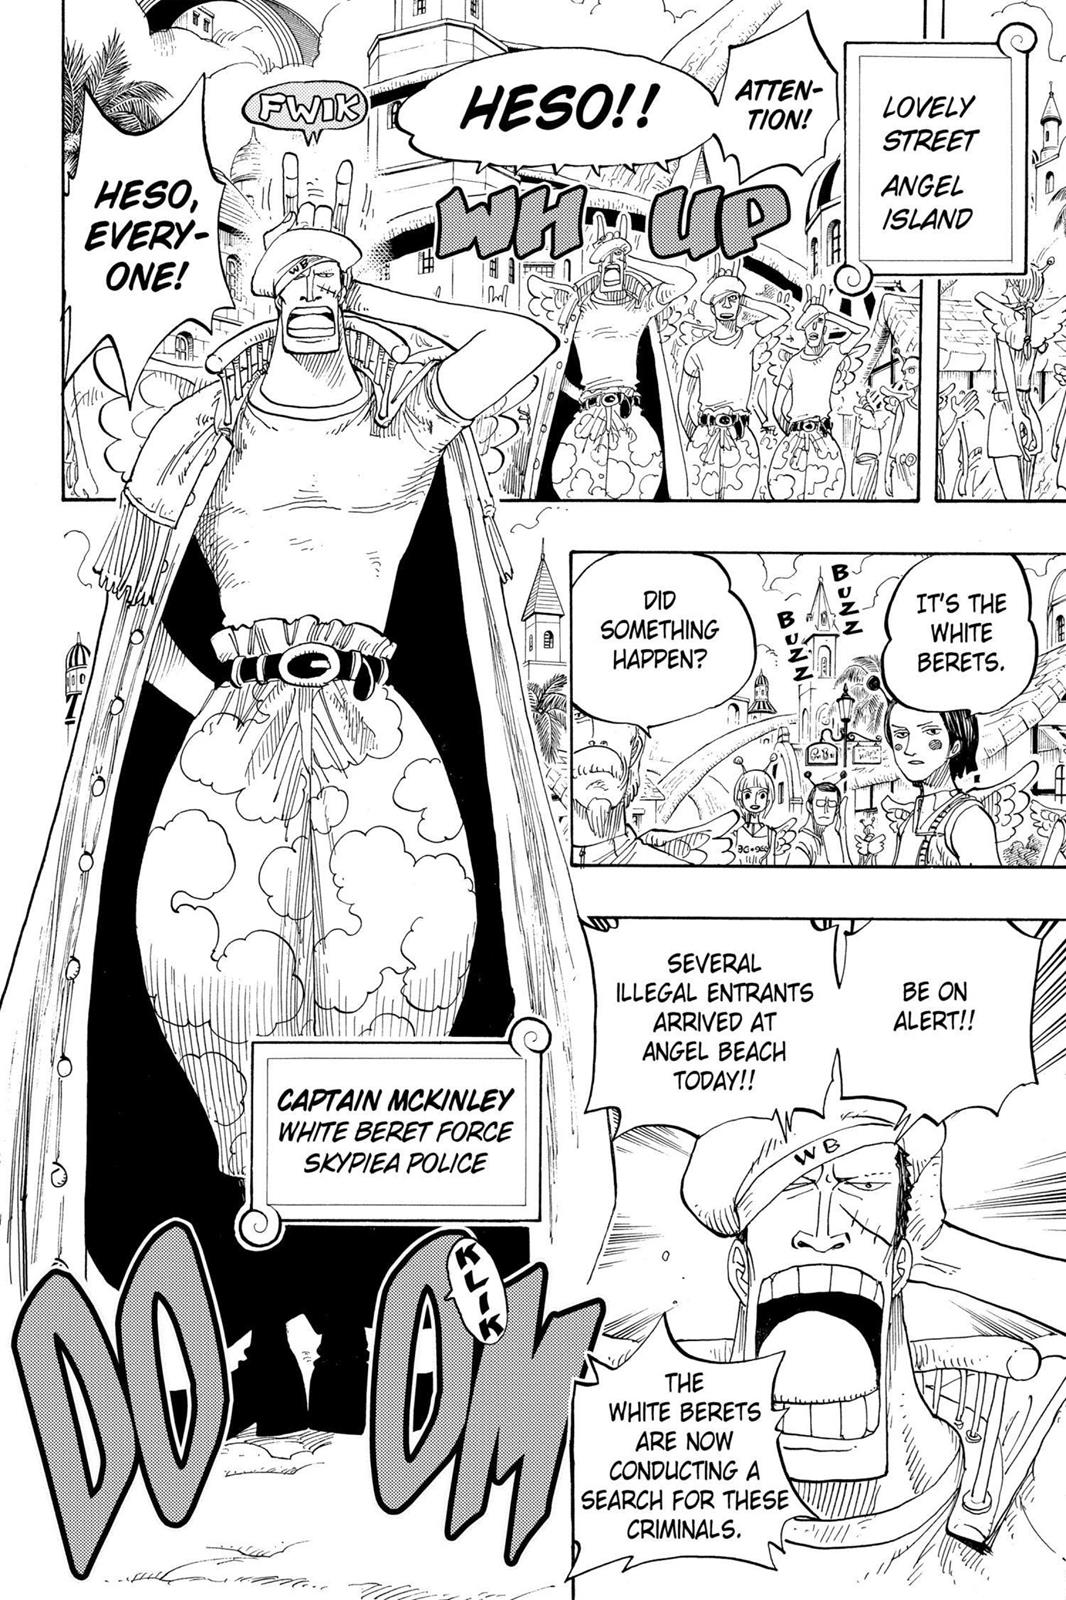 LOVELY
STREET
ANGEL
ISLAND
ATTEN-
TION!
HESO!!
WH UP
FWIK
HESO,
EVERY-
ONE!
WB
CAPTAIN MCKINLEY
WHITE BERET FORCE
SKYPIEA POLICE
DOOM
KLIK
IT'S THE
WHITE
BERETS.
BUZZ
BUZZ
DID
SOMETHING
HAPPEN?
BE ON
ALERT!!
SEVERAL
ILLEGAL ENTRANTS
ARRIVED AT
ANGEL BEACH
TODAY!!
WB
THE
WHITE BERETS
ARE NOW
CONDUCTING A
SEARCH FOR THESE
CRIMINALS.